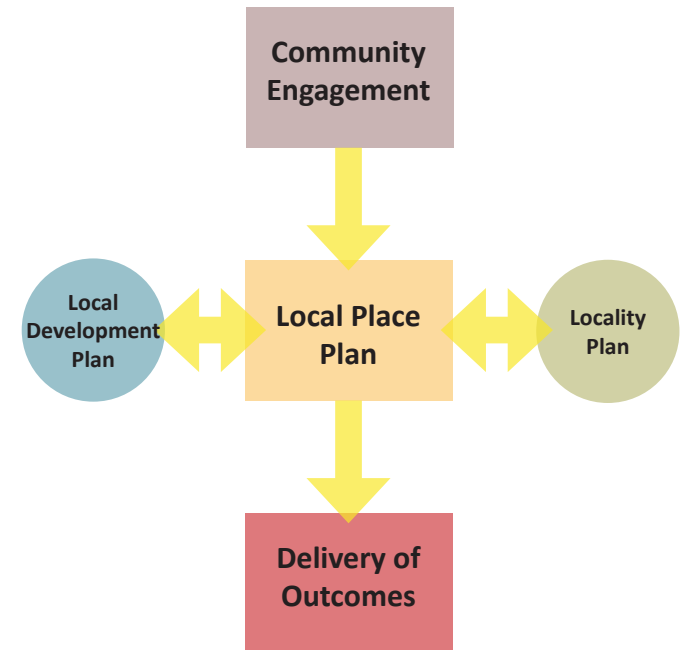 Community
Engagement
Local
Development
Plan
Local Place
Plan
Locality
Plan
Delivery of
Outcomes